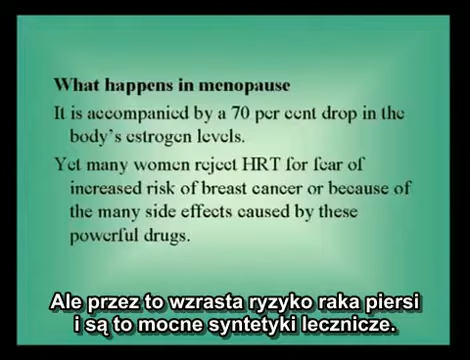 What happens in menopause
It is accompanied by a 70 per cent drop in the
body's estrogen levels.
Yet many women reject HRT for fear of
increased risk of breast cancer or because of
the many side effects caused by these
powerful drugs.
Ale przez to wzrasta ryzyko raka piersi
i są to mocne syntetyki lecznicze.